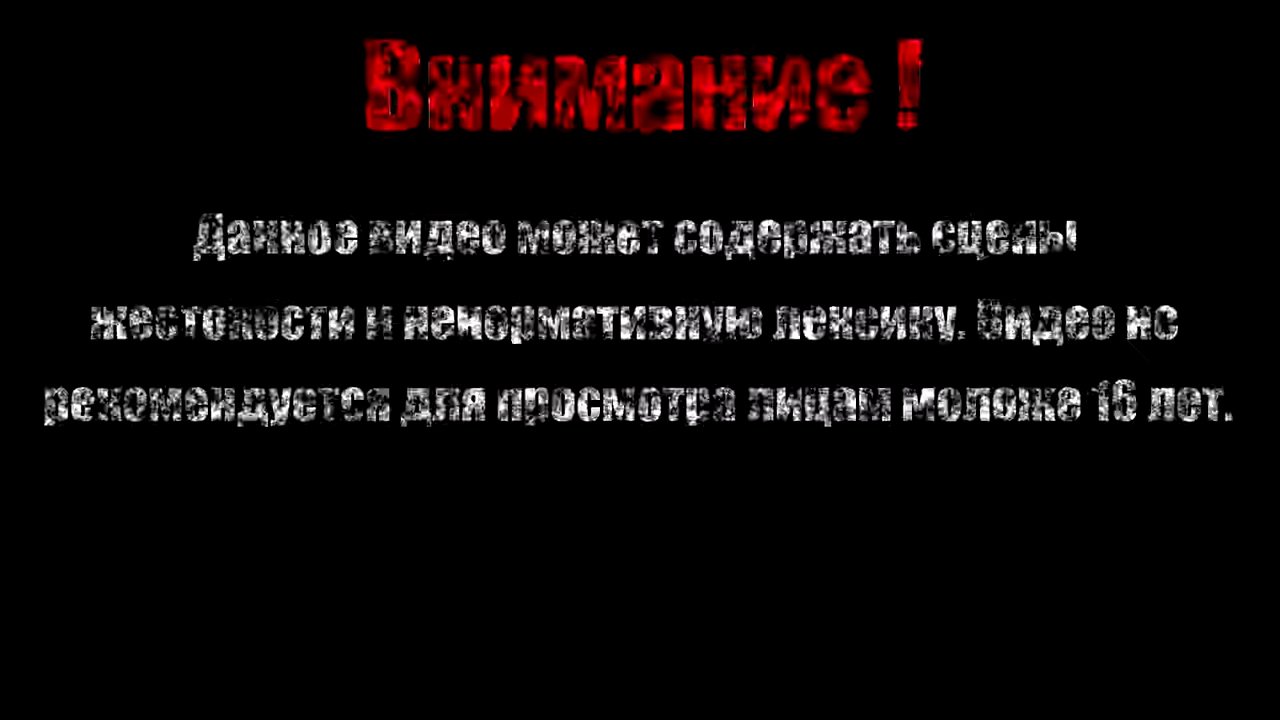 Внимание !
Данное видео может содержать сцены
жестокости и ненормативную лексику. Видео не
рекомендуется для просмотра лицам моложе 16 лет.